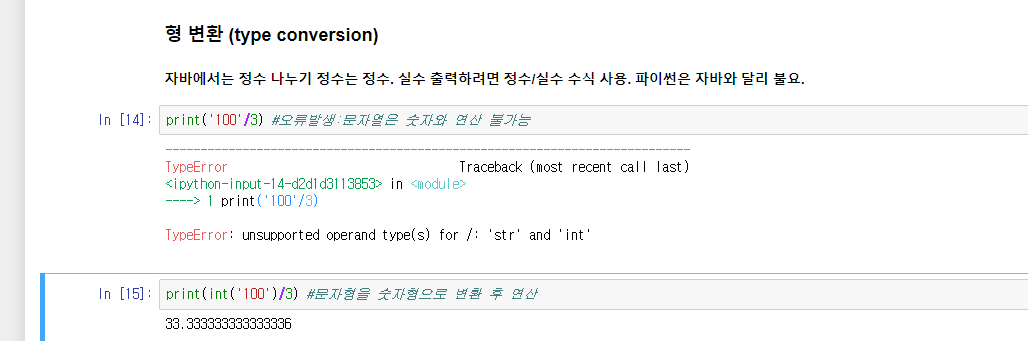 형 변환 (type conversion)
자바에서는 정수 나누기 정수는 정수. 실수 출력하려면 정수/실수 수식 사용. 파이썬은 자바와 달리 불요.
In [14]: print('100'/3) #오류발생:문자열은 숫자와 연산 불가능
---------------------------------------------------------------------------
TypeError Traceback (most recent call last)
<ipython-input-14-d2d1d3113853> in <module>
----> 1 print('100'/3)
TypeError: unsupported operand type(s) for /: 'str' and 'int'
In [15]: print(int('100')/3) #문자형을 숫자형으로 변환 후 연산
33.333333333333336